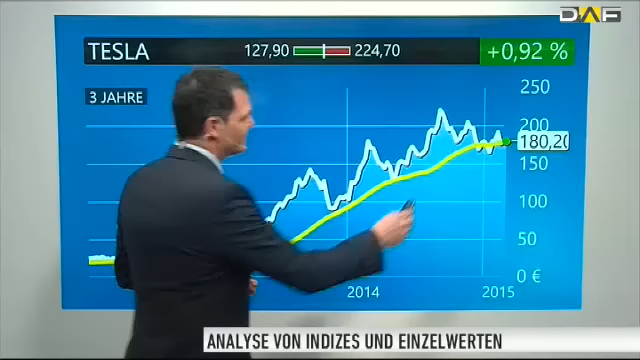 DAF
TESLA 127,90 224,70 +0,92 %
3 JAHRE
250
200
180,20
150
100
50
0 €
2014 2015
ANALYSE VON INDIZES UND EINZELWERTEN